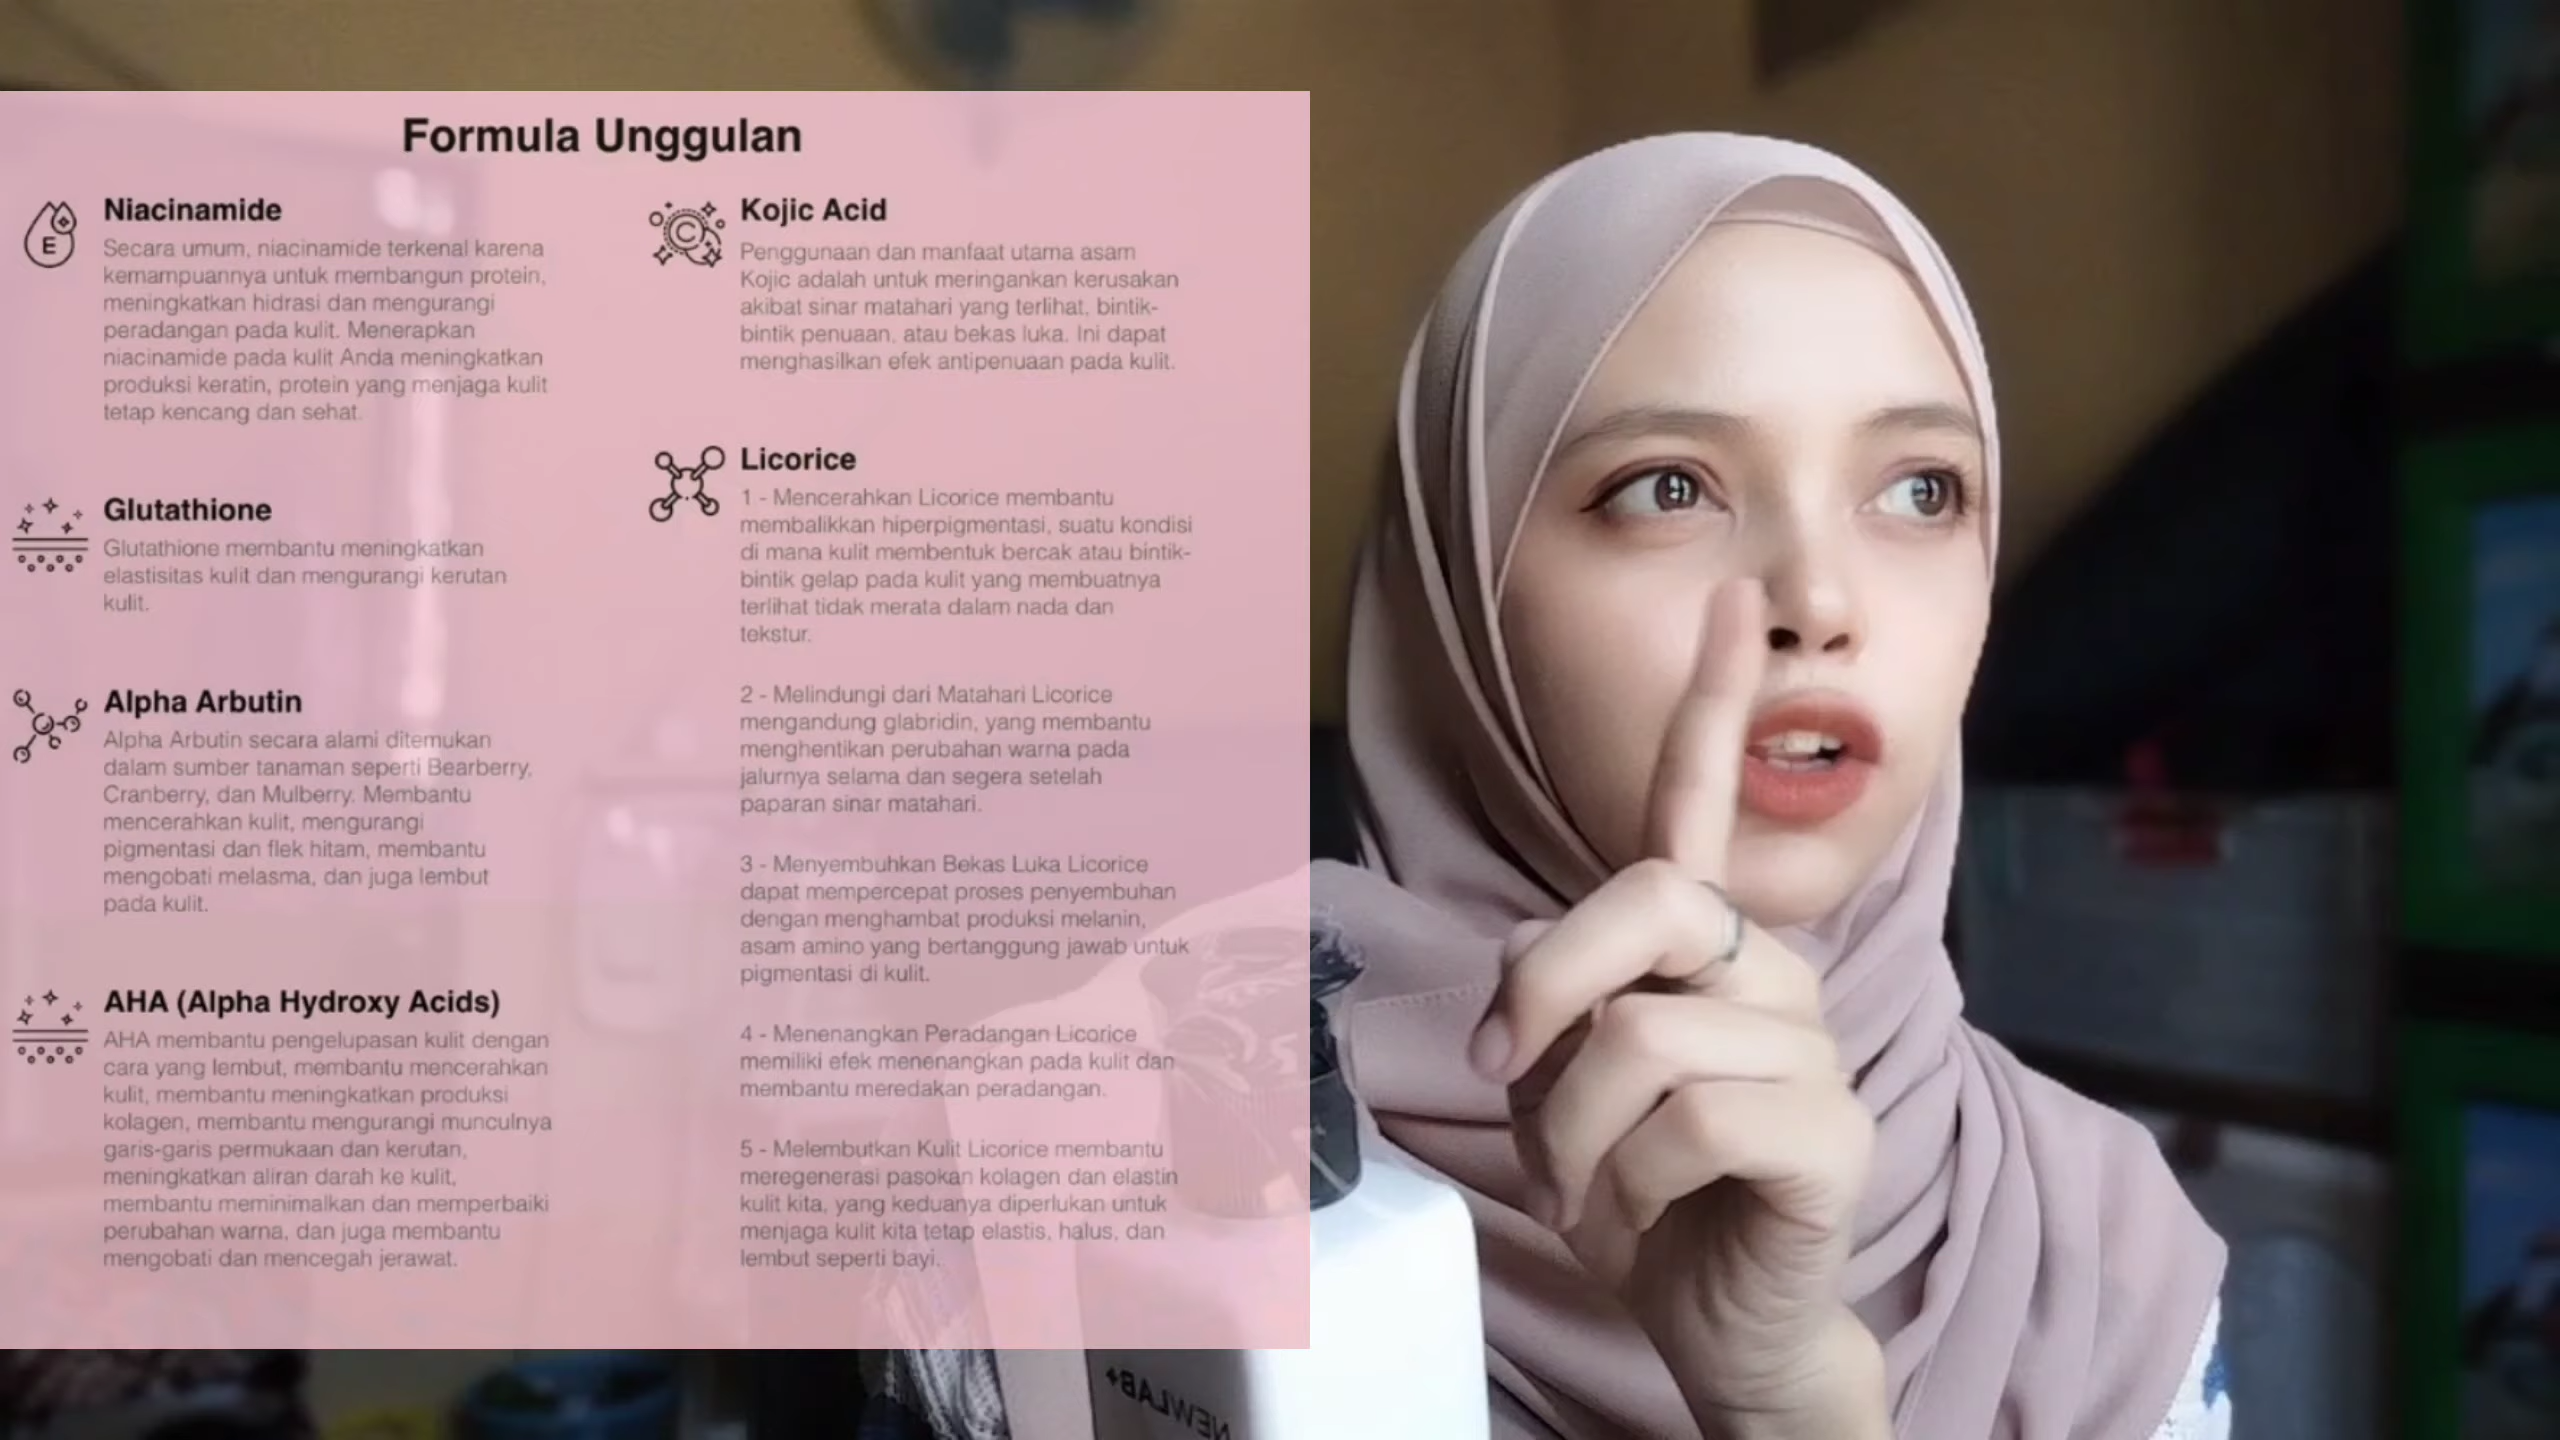 Formula Unggulan
Niacinamide
Secara umum, niacinamide terkenal karena
kemampuannya untuk membangun protein,
meningkatkan hidrasi dan mengurangi
peradangan pada kulit. Menerapkan
niacinamide pada kulit Anda meningkatkan
produksi keratin, protein yang menjaga kulit
tetap kencang dan sehat.
E
Glutathione
Glutathione membantu meningkatkan
elastisitas kulit dan mengurangi kerutan
kulit.
Alpha Arbutin
Alpha Arbutin secara alami ditemukan
dalam sumber tanaman seperti Bearberry,
Cranberry, dan Mulberry. Membantu
mencerahkan kulit, mengurangi
pigmentasi dan flek hitam, membantu
mengobati melasma, dan juga lembut
pada kulit.
AHA (Alpha Hydroxy Acids)
AHA membantu pengelupasan kulit dengan
cara yang lembut, membantu mencerahkan
kulit, membantu meningkatkan produksi
kolagen, membantu mengurangi munculnya
garis-garis permukaan dan kerutan,
meningkatkan aliran darah ke kulit,
membantu meminimalkan dan memperbaiki
perubahan warna, dan juga membantu
mengobati dan mencegah jerawat.
Kojic Acid
C
Penggunaan dan manfaat utama asam
Kojic adalah untuk meringankan kerusakan
akibat sinar matahari yang terlihat, bintik-
bintik penuaan, atau bekas luka. Ini dapat
menghasilkan efek antipenuaan pada kulit.
Licorice
1 - Mencerahkan Licorice membantu
membalikkan hiperpigmentasi, suatu kondisi
di mana kulit membentuk bercak atau bintik-
bintik gelap pada kulit yang membuatnya
terlihat tidak merata dalam nada dan
tekstur.
2 - Melindungi dari Matahari Licorice
mengandung glabridin, yang membantu
menghentikan perubahan warna pada
jalurnya selama dan segera setelah
paparan sinar matahari.
3 - Menyembuhkan Bekas Luka Licorice
dapat mempercepat proses penyembuhan
dengan menghambat produksi melanin,
asam amino yang bertanggung jawab untuk
pigmentasi di kulit.
4 - Menenangkan Peradangan Licorice
memiliki efek menenangkan pada kulit dan
membantu meredakan peradangan.
5 - Melembutkan Kulit Licorice membantu
meregenerasi pasokan kolagen dan elastin
kulit kita, yang keduanya diperlukan untuk
menjaga kulit kita tetap elastis, halus, dan
lembut seperti bayi.
NEWLAB+